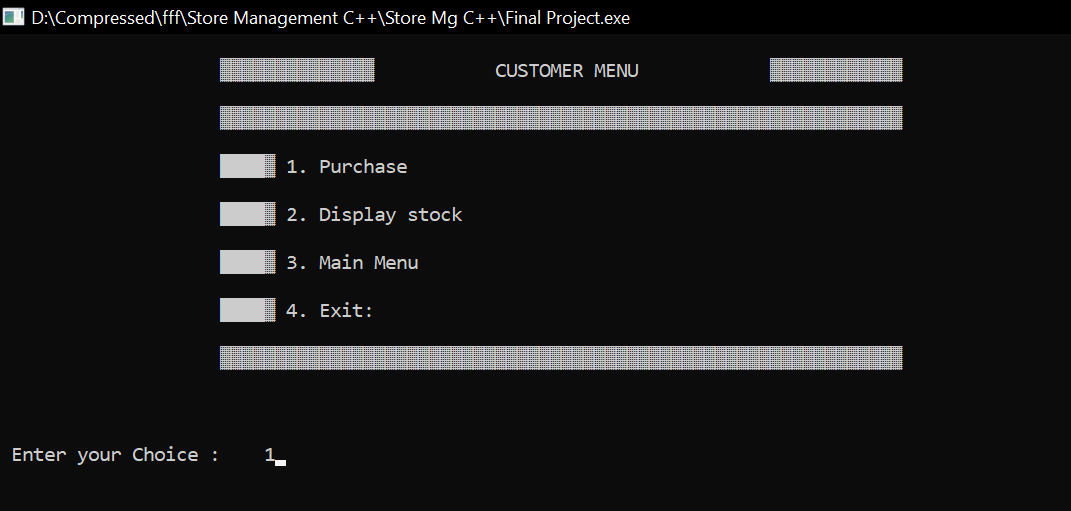 D:\Compressed\fff\Store Management C++\Store Mg C++\Final Project.exe
CUSTOMER MENU
1. Purchase
2. Display stock
3. Main Menu
4. Exit:
Enter your Choice : 1